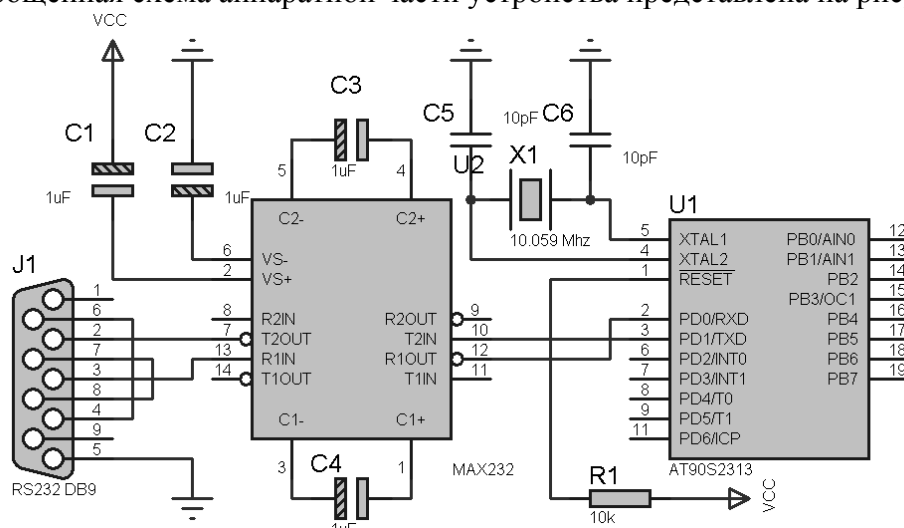 VCC
C1
1uF
C2
1uF
C3
1uF
5
4
C5
10pF
C6
10pF
U2
X1
10.059 Mhz
C2-
C2+
6
VS-
2
VS+
8
R2IN
7
T2OUT
13
R1IN
14
T1OUT
R2OUT
9
T2IN
10
R1OUT
12
T1IN
11
C1-
C1+
3
1
C4
1uF
MAX232
J1
1
6
2
7
3
8
4
9
5
RS232 DB9
U1
5
XTAL1
4
XTAL2
1
RESET
2
PD0/RXD
3
PD1/TXD
6
PD2/INT0
7
PD3/INT1
8
PD4/T0
9
PD5/T1
11
PD6/ICP
PB0/AIN0
12
PB1/AIN1
13
PB2
14
PB3/OC1
15
PB4
16
PB5
17
PB6
18
PB7
19
AT90S2313
R1
10k
VCC